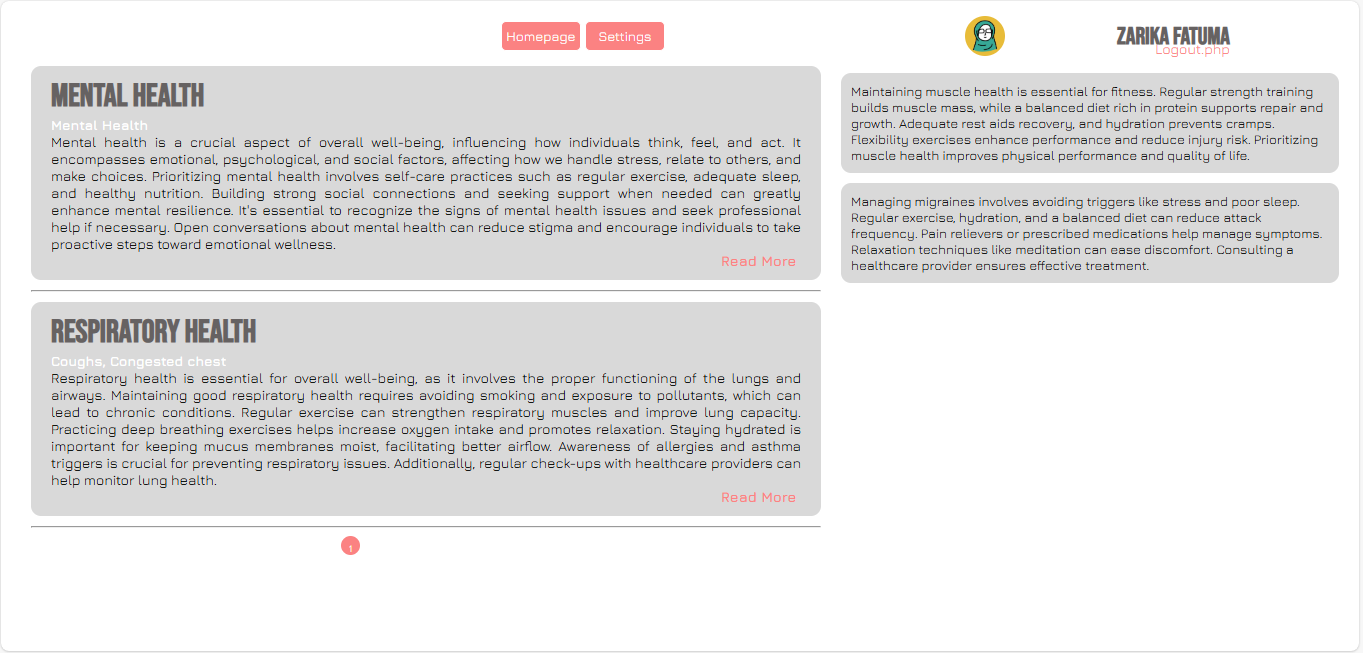 Homepage Settings
ZARIKA FATUMA
Logout.php
MENTAL HEALTH
Mental Health
Mental health is a crucial aspect of overall well-being, influencing how individuals think, feel, and act. It
encompasses emotional, psychological, and social factors, affecting how we handle stress, relate to others, and
make choices. Prioritizing mental health involves self-care practices such as regular exercise, adequate sleep,
and healthy nutrition. Building strong social connections and seeking support when needed can greatly
enhance mental resilience. It's essential to recognize the signs of mental health issues and seek professional
help if necessary. Open conversations about mental health can reduce stigma and encourage individuals to take
proactive steps toward emotional wellness.
Read More
RESPIRATORY HEALTH
Coughs, Congested chest
Respiratory health is essential for overall well-being, as it involves the proper functioning of the lungs and
airways. Maintaining good respiratory health requires avoiding smoking and exposure to pollutants, which can
lead to chronic conditions. Regular exercise can strengthen respiratory muscles and improve lung capacity.
Practicing deep breathing exercises helps increase oxygen intake and promotes relaxation. Staying hydrated is
important for keeping mucus membranes moist, facilitating better airflow. Awareness of allergies and asthma
triggers is crucial for preventing respiratory issues. Additionally, regular check-ups with healthcare providers can
help monitor lung health.
Read More
1
Maintaining muscle health is essential for fitness. Regular strength training
builds muscle mass, while a balanced diet rich in protein supports repair and
growth. Adequate rest aids recovery, and hydration prevents cramps.
Flexibility exercises enhance performance and reduce injury risk. Prioritizing
muscle health improves physical performance and quality of life.
Managing migraines involves avoiding triggers like stress and poor sleep.
Regular exercise, hydration, and a balanced diet can reduce attack
frequency. Pain relievers or prescribed medications help manage symptoms.
Relaxation techniques like meditation can ease discomfort. Consulting a
healthcare provider ensures effective treatment.